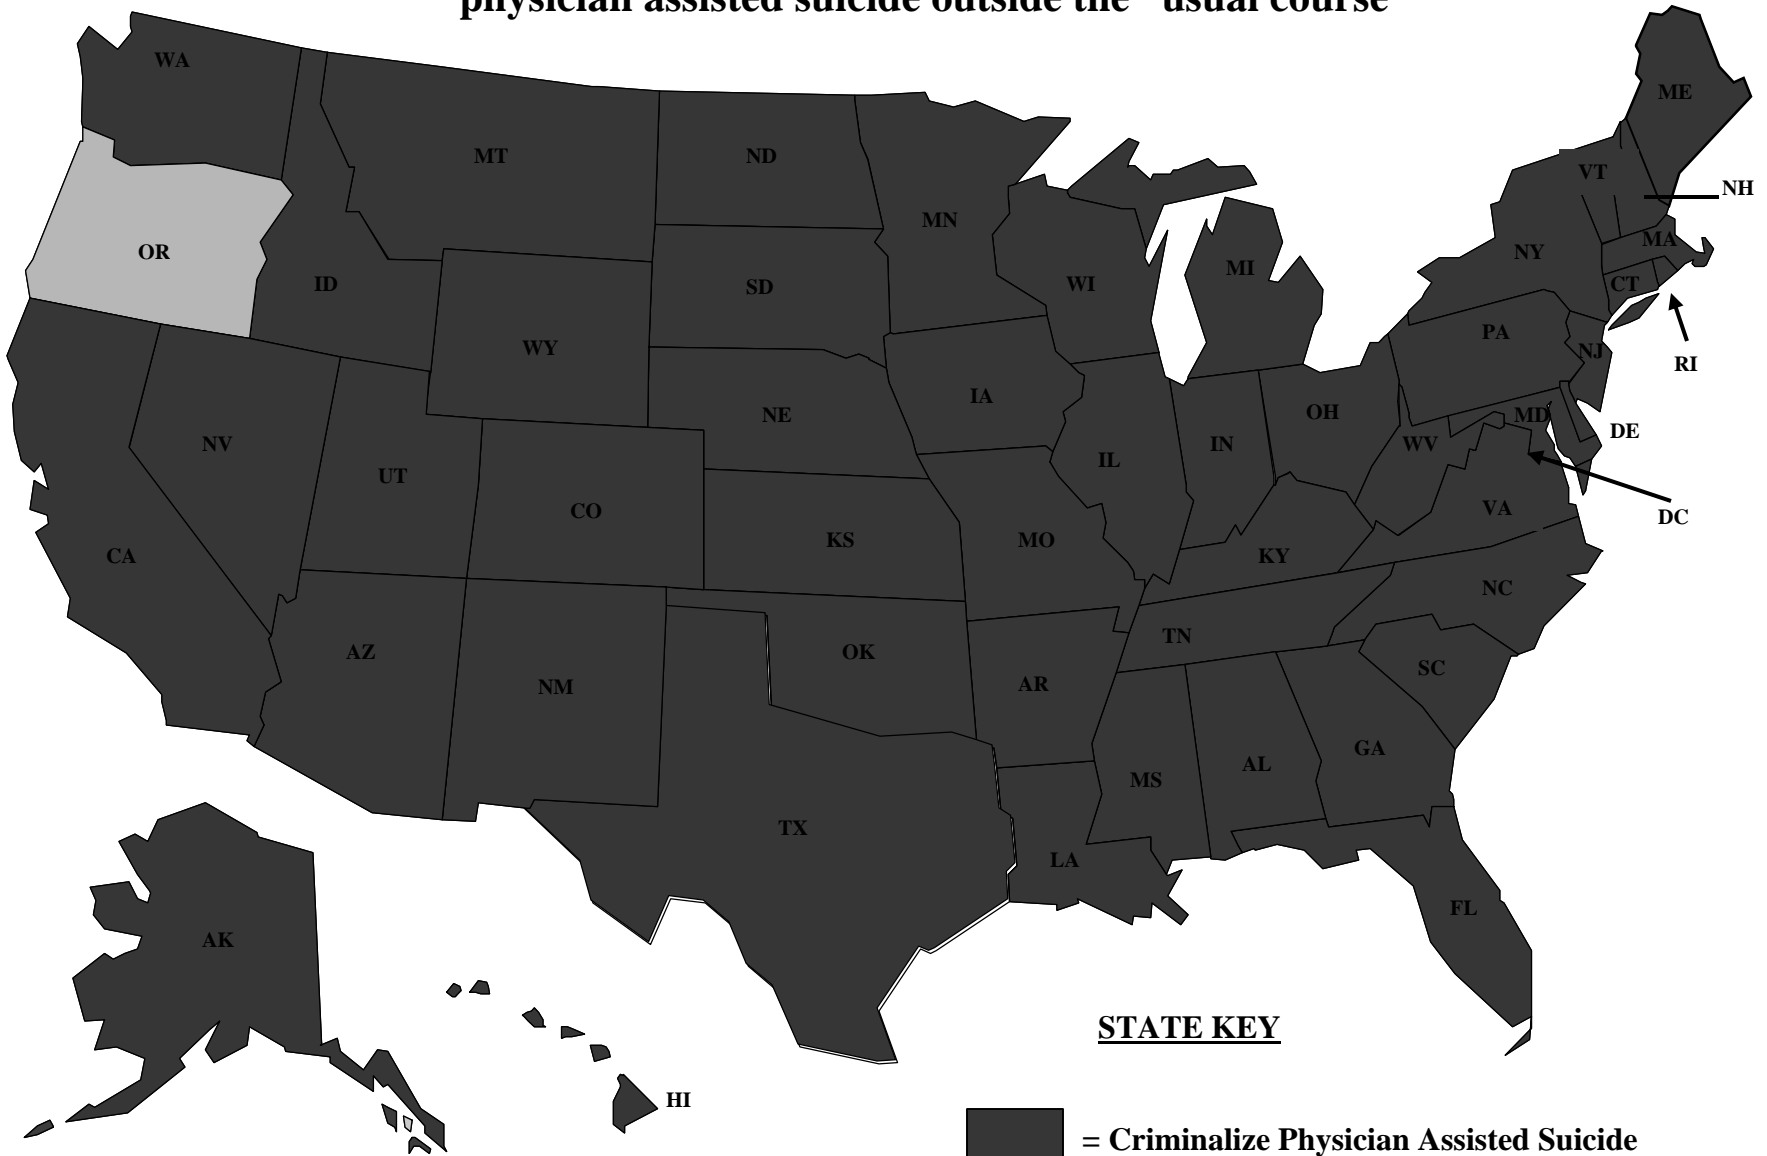 physician assisted suicide outside the "usual course"
WA
ME
MT
ND
VT
NH
MN
OR
NY
MA
ID
SD
WI
MI
CT
WY
PA
NJ
RI
IA
NE
OH
MD
DE
NV
IN
WV
IL
UT
CO
VA
DC
KS
MO
CA
KY
NC
TN
AZ
OK
SC
NM
AR
GA
AL
MS
TX
LA
FL
AK
STATE KEY
HI
= Criminalize Physician Assisted Suicide